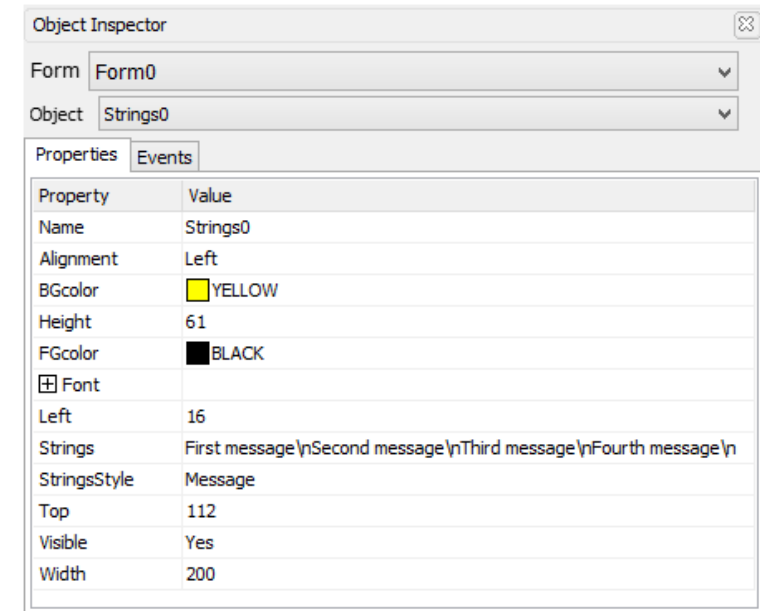 Object Inspector
Form Form0
Object Strings0
Properties Events
Property Value
Name Strings0
Alignment Left
BGcolor YELLOW
Height 61
FGcolor BLACK
Font
Left 16
Strings First message\nSecond message\nThird message\nFourth message\n
StringsStyle Message
Top 112
Visible Yes
Width 200